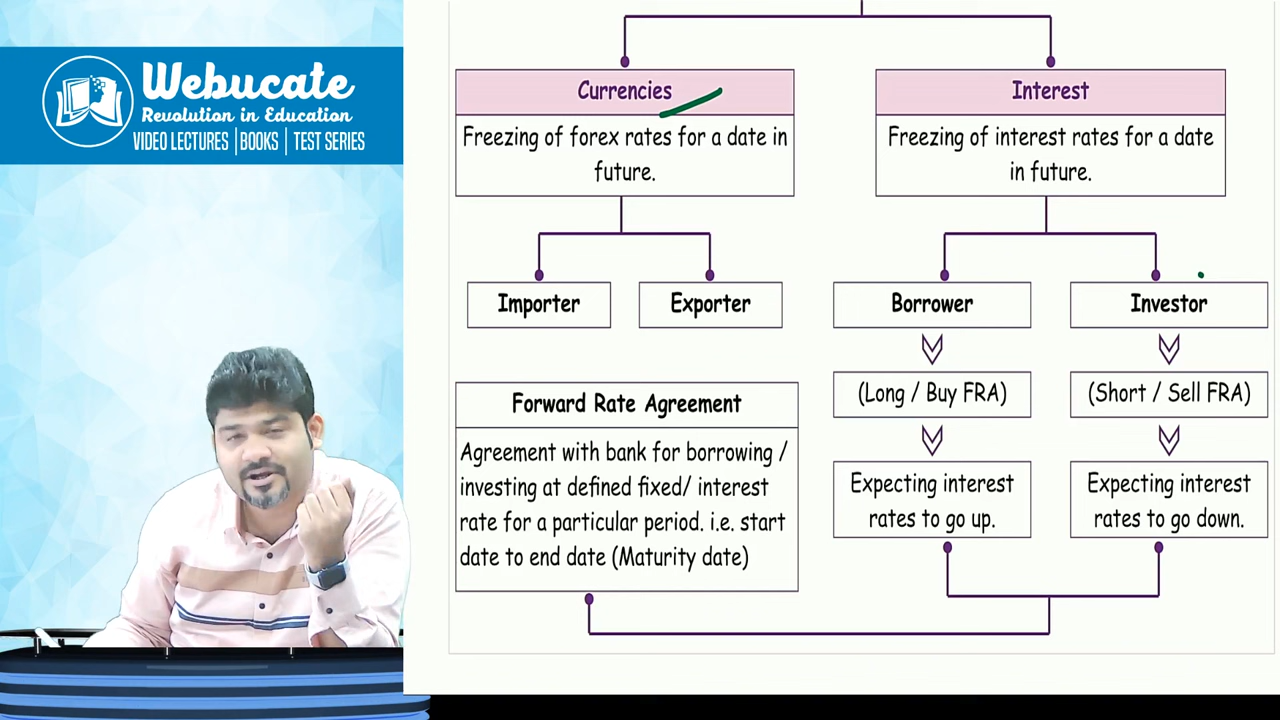 Webucate
Revolution in Education
VIDEO LECTURES | BOOKS | TEST SERIES
Currencies
Freezing of forex rates for a date in
future.
Interest
Freezing of interest rates for a date
in future.
Importer
Exporter
Borrower
Investor
(Long / Buy FRA)
(Short / Sell FRA)
Expecting interest
rates to go up.
Expecting interest
rates to go down.
Forward Rate Agreement
Agreement with bank for borrowing /
investing at defined fixed/ interest
rate for a particular period. i.e. start
date to end date (Maturity date)